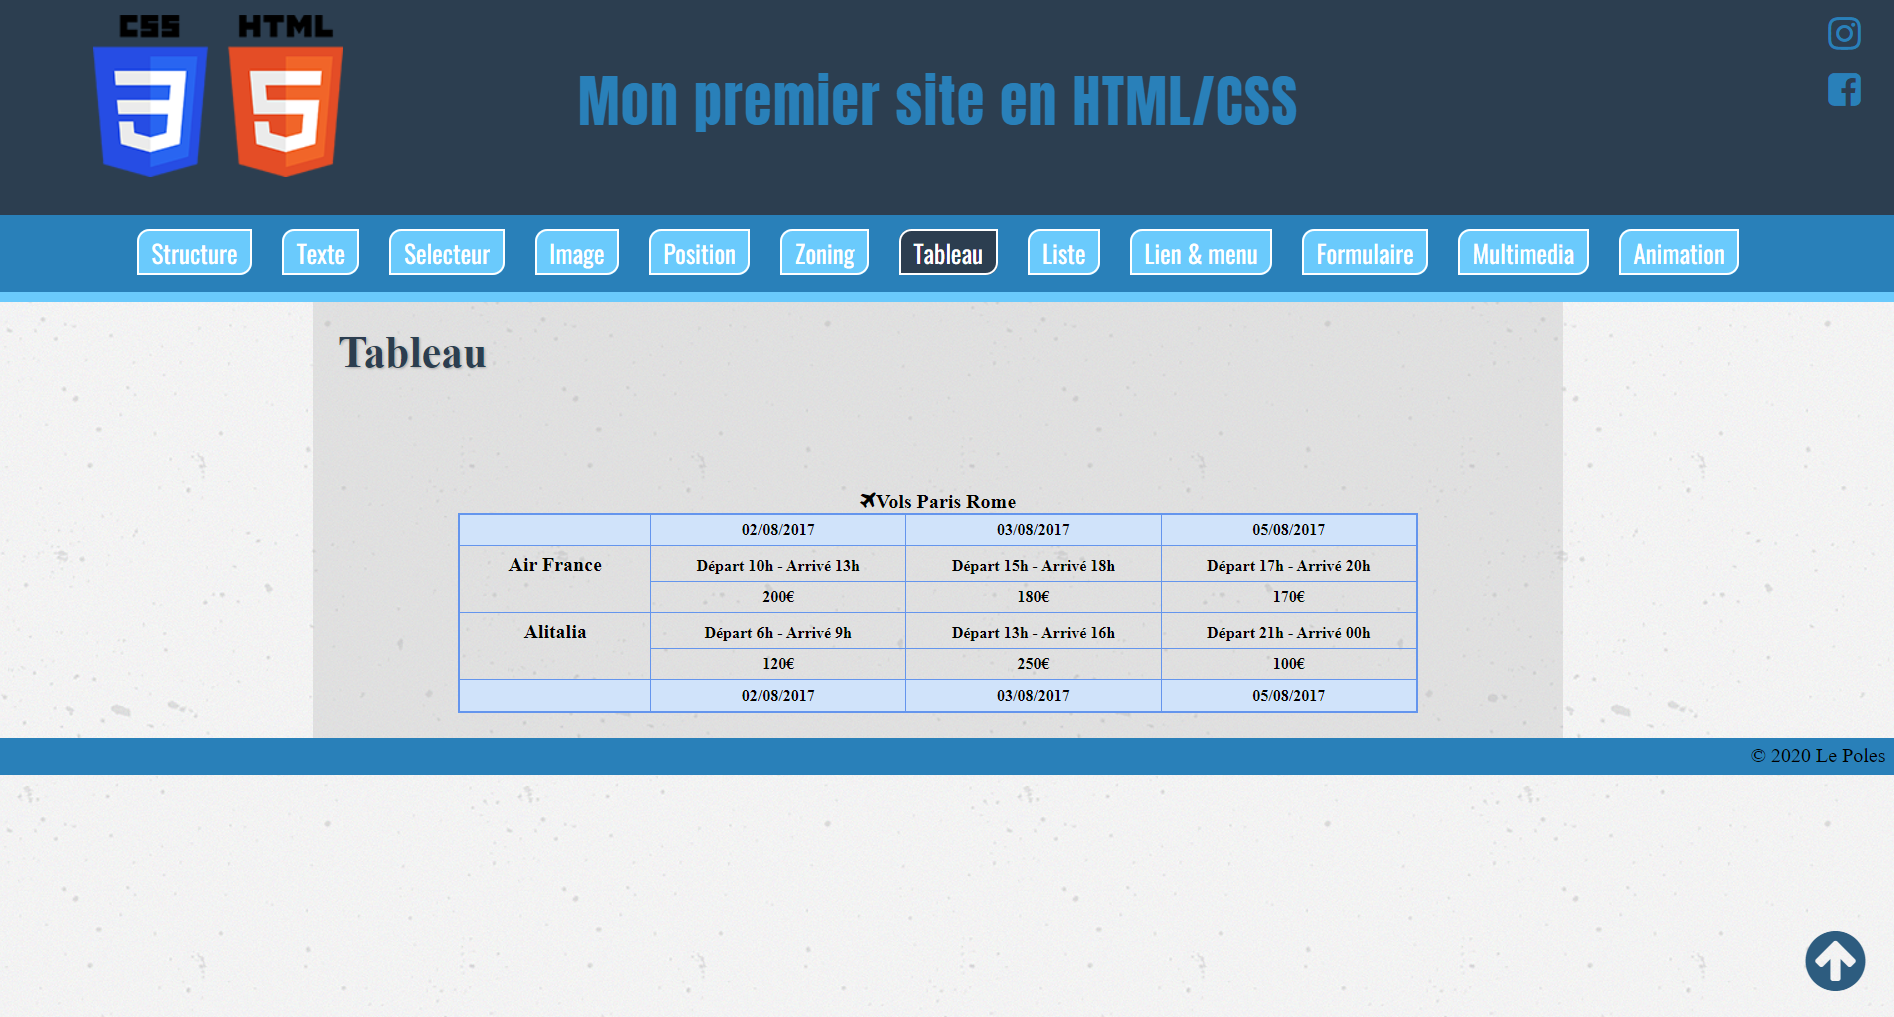 CSS HTML
Mon premier site en HTML/CSS
Structure Texte Selecteur Image Position Zoning Tableau Liste Lien & menu Formulaire Multimedia Animation
Tableau
Vols Paris Rome
02/08/2017 03/08/2017 05/08/2017
Air France Départ 10h - Arrivé 13h Départ 15h - Arrivé 18h Départ 17h - Arrivé 20h
200€ 180€ 170€
Alitalia Départ 6h - Arrivé 9h Départ 13h - Arrivé 16h Départ 21h - Arrivé 00h
120€ 250€ 100€
02/08/2017 03/08/2017 05/08/2017
© 2020 Le Poles